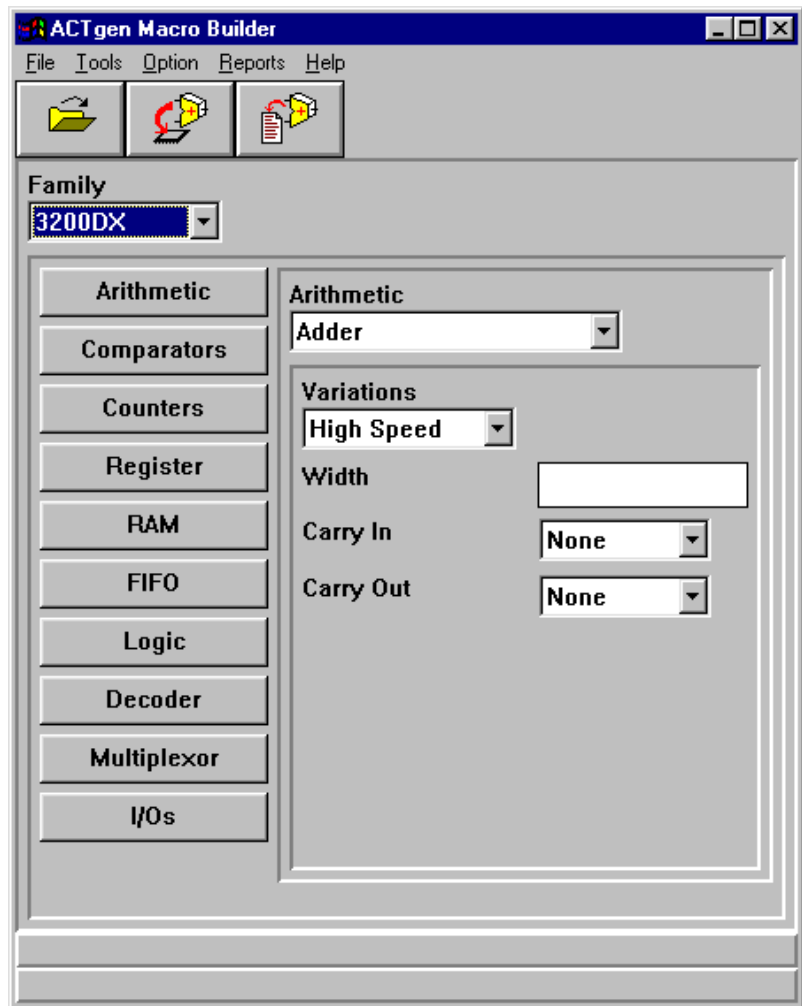 ACTgen Macro Builder
File Tools Option Reports Help
Family
3200DX
Arithmetic
Comparators
Counters
Register
RAM
FIFO
Logic
Decoder
Multiplexor
I/Os
Arithmetic
Adder
Variations
High Speed
Width
Carry In None
Carry Out None